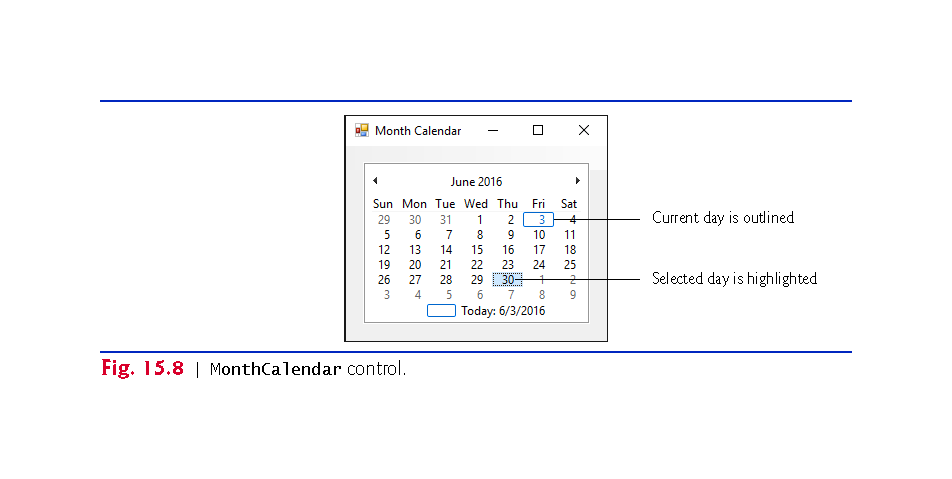 Month Calendar
June 2016
Sun Mon Tue Wed Thu Fri Sat
29 30 31 1 2 3 4
Current day is outlined
5 6 7 8 9 10 11
12 13 14 15 16 17 18
19 20 21 22 23 24 25
26 27 28 29 30 1 2
Selected day is highlighted
3 4 5 6 7 8 9
Today: 6/3/2016
Fig. 15.8 | MonthCalendar control.